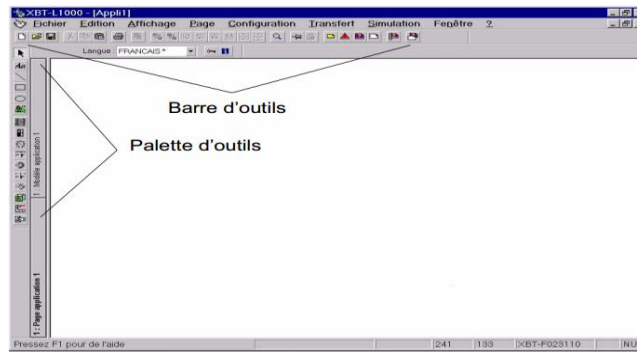 XBT-L1000 - [Appli1]
Fichier Edition Affichage Page Configuration Transfert Simulation Fenêtre ?
Langue FRANCAIS *
Barre d'outils
Palette d'outils
1 : Modèle application 1
1 : Page application 1
Pressez F1 pour de l'aide 241 133 XBT-F023110 NU